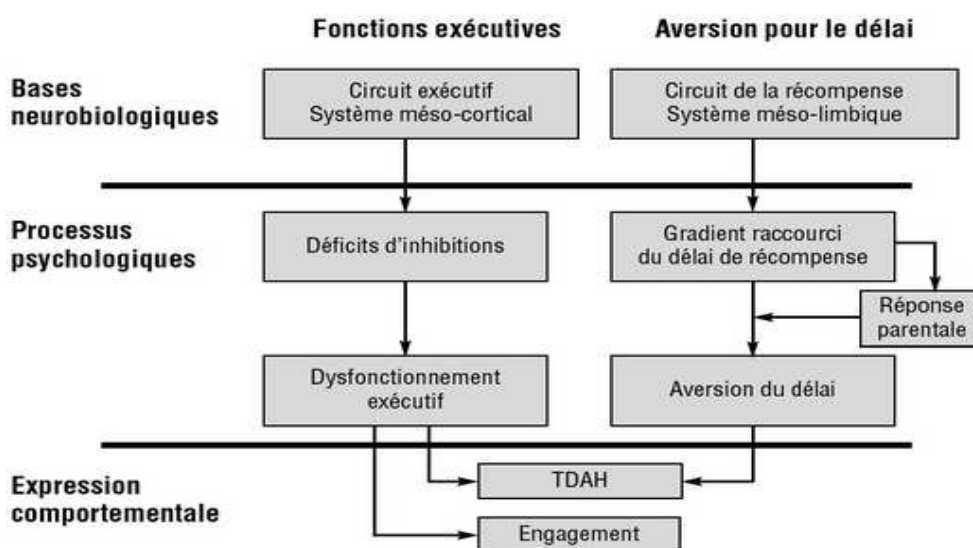 Fonctions exécutives
Aversion pour le délai
Bases
neurobiologiques
Circuit exécutif
Système méso-cortical
Circuit de la récompense
Système méso-limbique
Processus
psychologiques
Déficits d'inhibitions
Gradient raccourci
du délai de récompense
Réponse
parentale
Dysfonctionnement
exécutif
Aversion du délai
Expression
comportementale
TDAH
Engagement